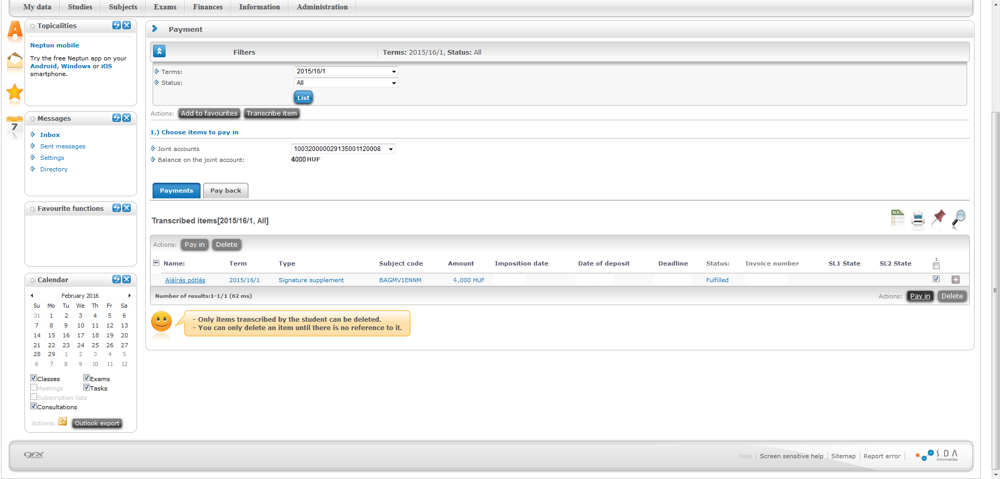 My data Studies Subjects Exams Finances Information Administration
Topicalities
Neptun mobile
Try the free Neptun app on your
Android, Windows or iOS
smartphone.
Messages
Inbox
Sent messages
Settings
Directory
Favourite functions
Calendar
February 2016
Su Mo Tu We Th Fr Sa
31 1 2 3 4 5 6
7 8 9 10 11 12 13
14 15 16 17 18 19 20
21 22 23 24 25 26 27
28 29 1 2 3 4 5
6 7 8 9 10 11 12
Classes Exams
Meetings Tasks
Subscription lists
Consultations
Actions: Outlook export
7
Payment
Filters Terms: 2015/16/1, Status: All
Terms: 2015/16/1
Status: All
List
Actions: Add to favourites Transcribe item
1.) Choose items to pay in
Joint accounts 100320000029135001120008
Balance on the joint account: 4000 HUF
Payments Pay back
Transcribed items[2015/16/1, All]
XLS
Actions: Pay in Delete
Name: Term Type Subject code Amount Imposition date Date of deposit Deadline Status: Invoice number SL1 State SL2 State 1
Aláírás pótlás 2015/16/1 Signature supplement BAGMV1ENNM 4,000 HUF Fulfilled
Number of results:1-1/1 (62 ms) Actions: Pay in Delete
- Only items transcribed by the student can be deleted.
- You can only delete an item until there is no reference to it.
gfx
Help Screen sensitive help Sitemap Report error
SDA
Informatika